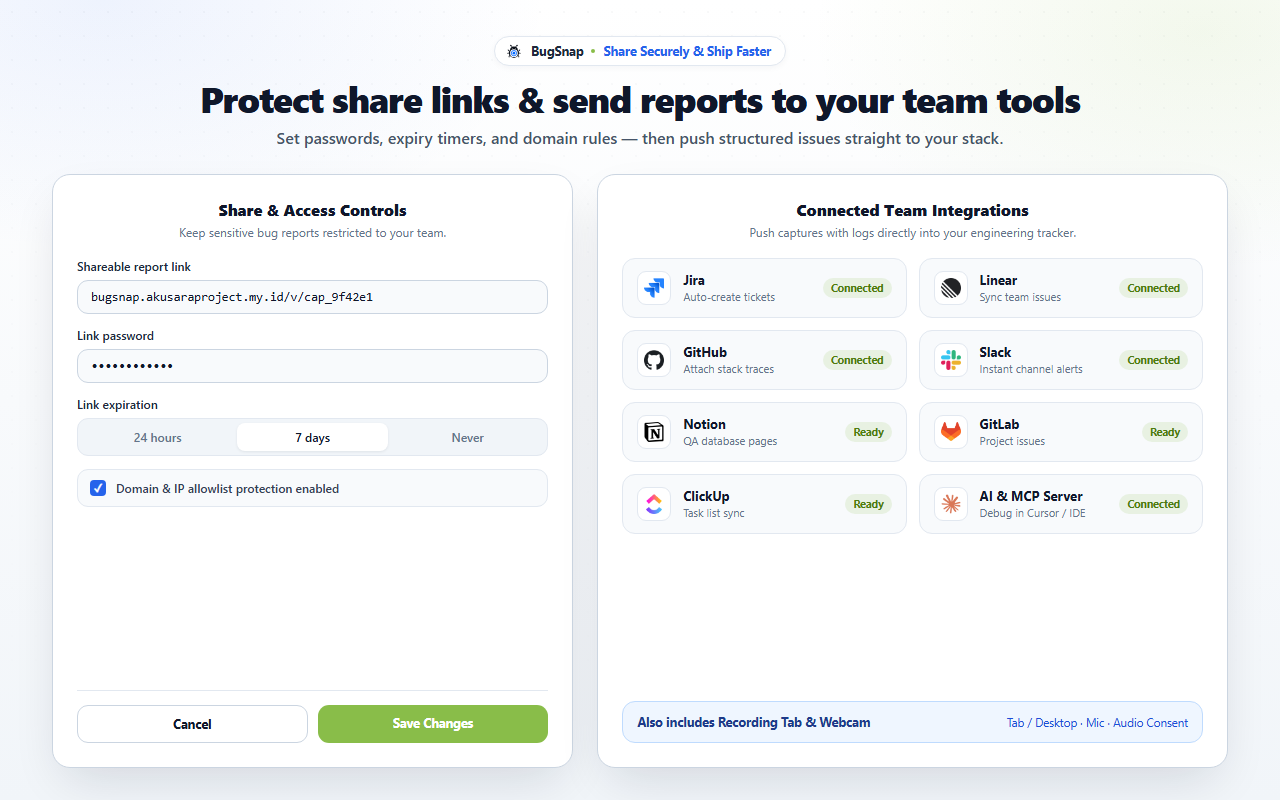 BugSnap • Share Securely & Ship Faster
Protect share links & send reports to your team tools
Set passwords, expiry timers, and domain rules — then push structured issues straight to your stack.
Share & Access Controls
Keep sensitive bug reports restricted to your team.
Shareable report link
bugsnap.akusaraproject.my.id/v/cap_9f42e1
Link password
••••••••••••
Link expiration
24 hours 7 days Never
Domain & IP allowlist protection enabled
Cancel Save Changes
Connected Team Integrations
Push captures with logs directly into your engineering tracker.
Jira
Auto-create tickets
Connected
Linear
Sync team issues
Connected
GitHub
Attach stack traces
Connected
Slack
Instant channel alerts
Connected
Notion
QA database pages
Ready
GitLab
Project issues
Ready
ClickUp
Task list sync
Ready
AI & MCP Server
Debug in Cursor / IDE
Connected
Also includes Recording Tab & Webcam
Tab / Desktop · Mic · Audio Consent